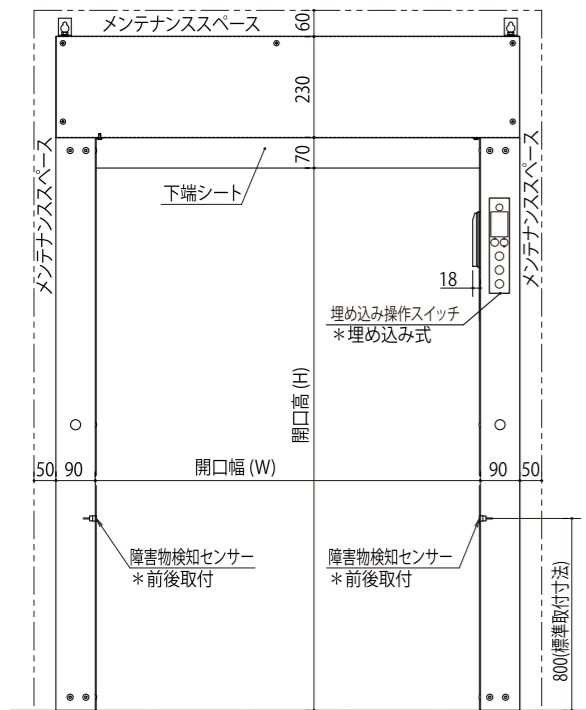 メンテナンススペース
60
230
70
メンテナンススペース
メンテナンススペース
下端シート
18
埋め込み操作スイッチ
＊埋め込み式
開口高(H)
50
90
開口幅(W)
90
50
障害物検知センサー
＊前後取付
障害物検知センサー
＊前後取付
800(標準取付寸法)